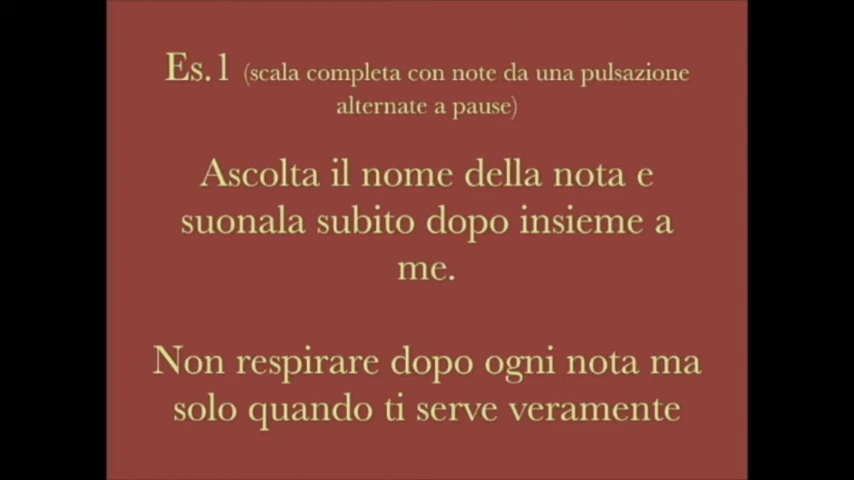 Es.1 (scala completa con note da una pulsazione
alternate a pause)
Ascolta il nome della nota e
suonala subito dopo insieme a
me.
Non respirare dopo ogni nota ma
solo quando ti serve veramente